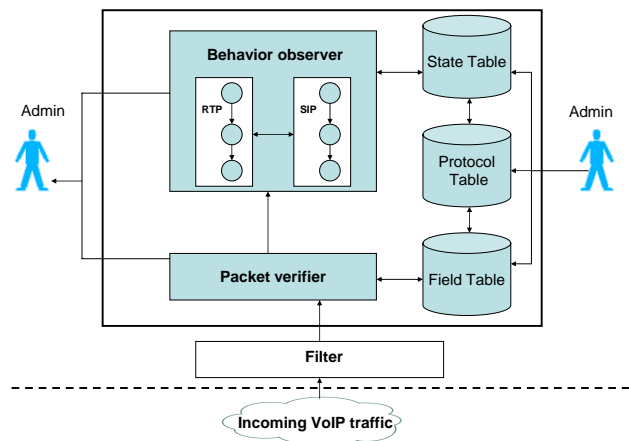 Behavior observer
State Table
RTP
SIP
Admin
Admin
Protocol
Table
Packet verifier
Field Table
Filter
Incoming VoIP traffic